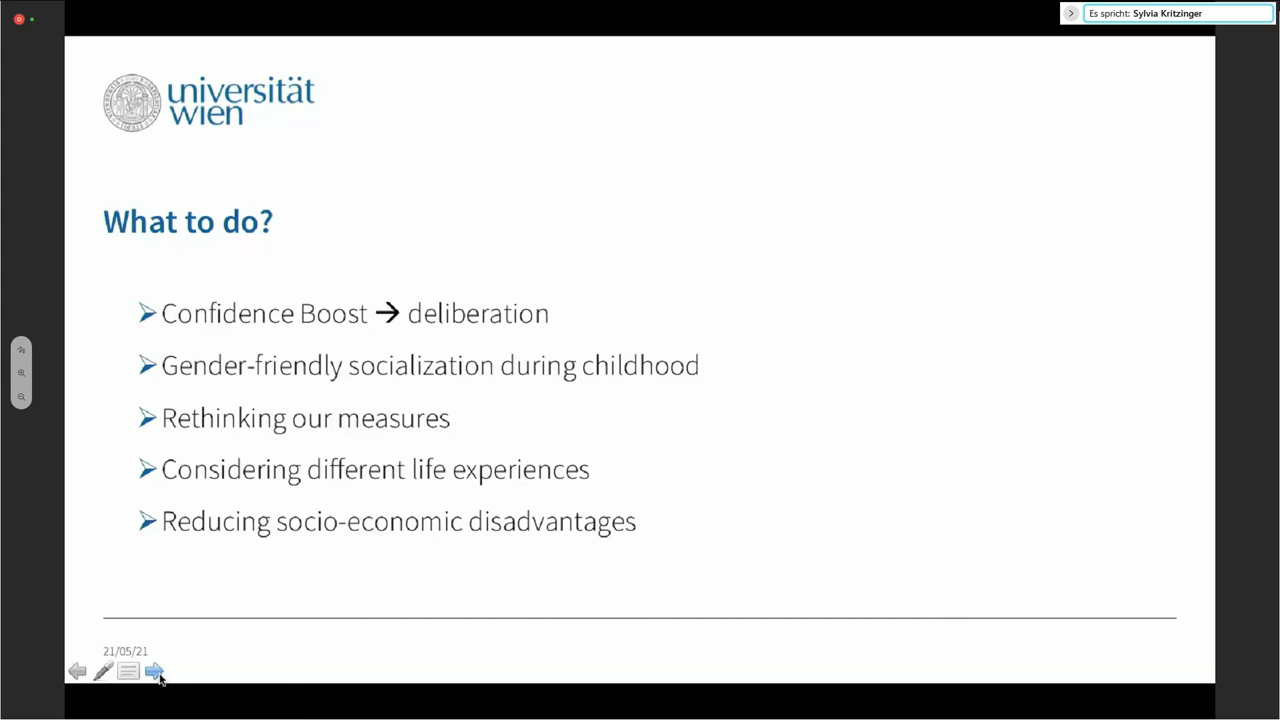 Es spricht: Sylvia Kritzinger
universität
wien
What to do?
Confidence Boost → deliberation
Gender-friendly socialization during childhood
Rethinking our measures
Considering different life experiences
Reducing socio-economic disadvantages
21/05/21